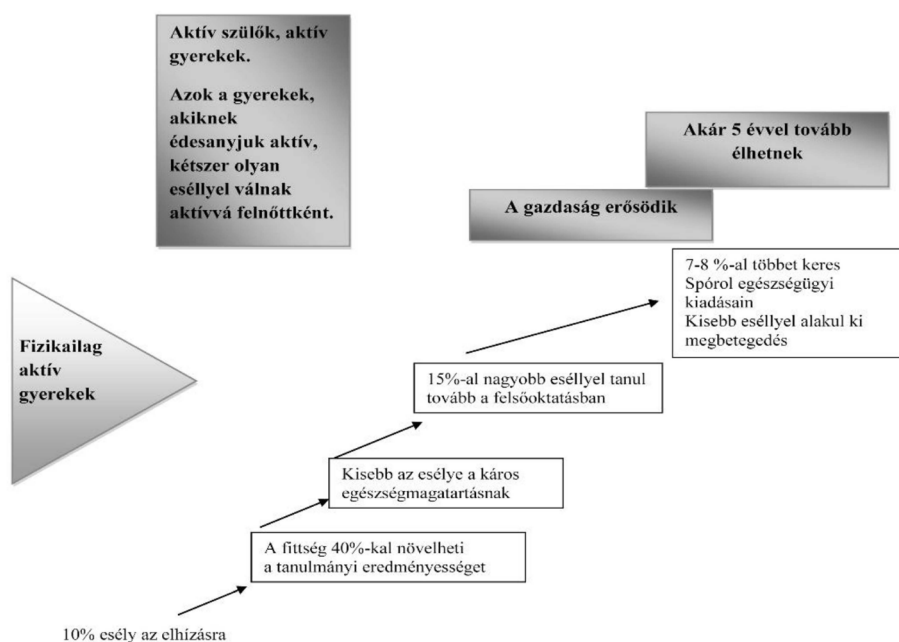 Aktív szülők, aktív
gyerekek.
Azok a gyerekek,
akiknek
édesanyjuk aktív,
kétszer olyan
eséllyel válnak
aktívvá felnőttként.
Akár 5 évvel tovább
élhetnek
A gazdaság erősödik
7-8 %-al többet keres
Spórol egészségügyi
kiadásain
Kisebb eséllyel alakul ki
megbetegedés
Fizikailag
aktív
gyerekek
15%-al nagyobb eséllyel tanul
tovább a felsőoktatásban
Kisebb az esélye a káros
egészségmagatartásnak
A fittség 40%-kal növelheti
a tanulmányi eredményességet
10% esély az elhízásra